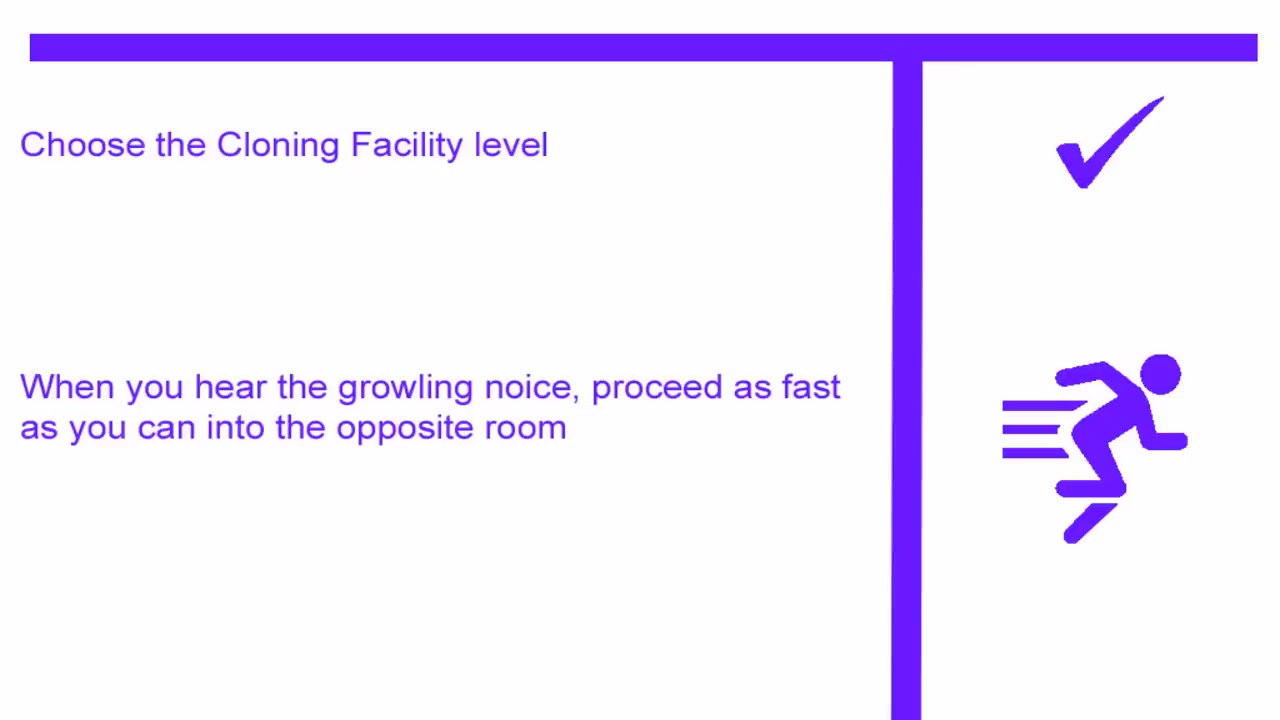 Choose the Cloning Facility level
When you hear the growling noice, proceed as fast
as you can into the opposite room